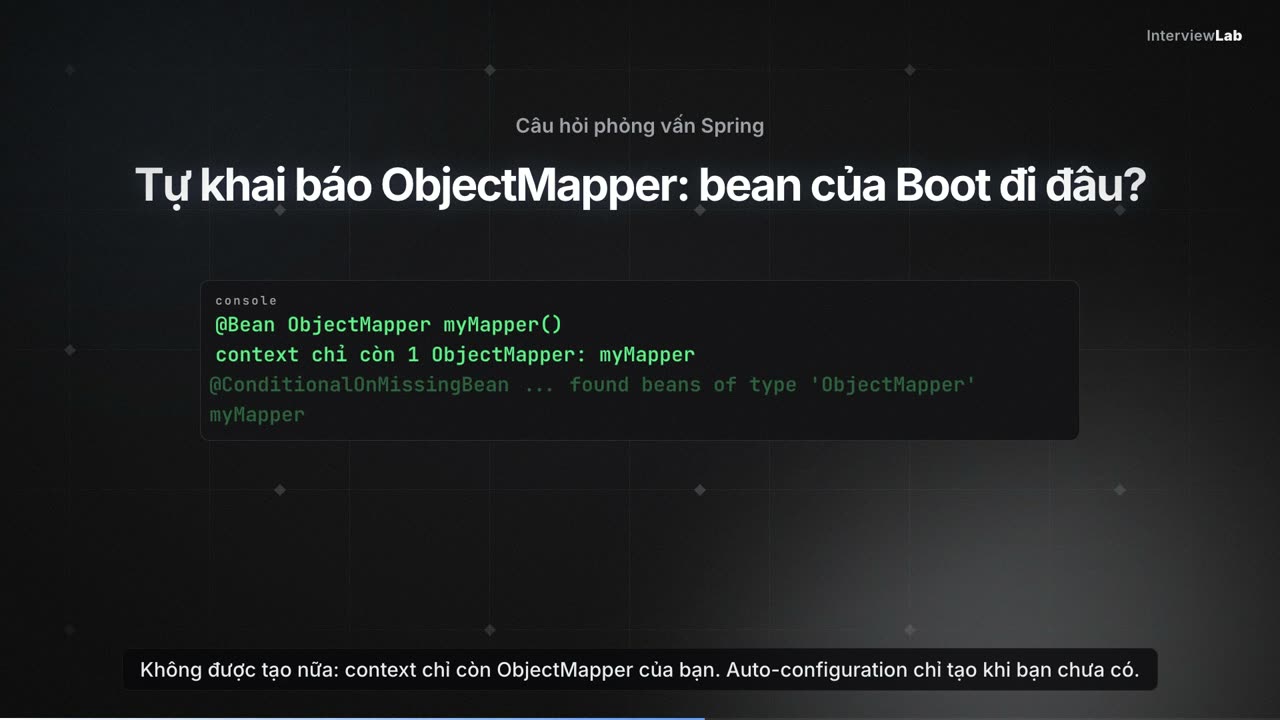 InterviewLab
Câu hỏi phỏng vấn Spring
Tự khai báo ObjectMapper: bean của Boot đi đâu?
console
@Bean ObjectMapper myMapper()
context chỉ còn 1 ObjectMapper: myMapper
@ConditionalOnMissingBean ... found beans of type 'ObjectMapper'
myMapper
Không được tạo nữa: context chỉ còn ObjectMapper của bạn. Auto-configuration chỉ tạo khi bạn chưa có.